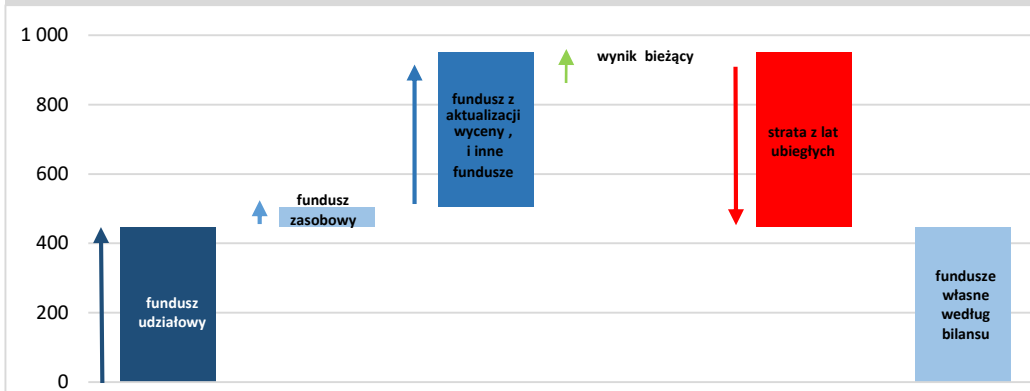 1 000
800
600
400
200
0
fundusz
udziałowy
fundusz
zasobowy
fundusz z
aktualizacji
wyceny ,
i inne
fundusze
wynik bieżący
strata z lat
ubiegłych
fundusze
własne
według
bilansu